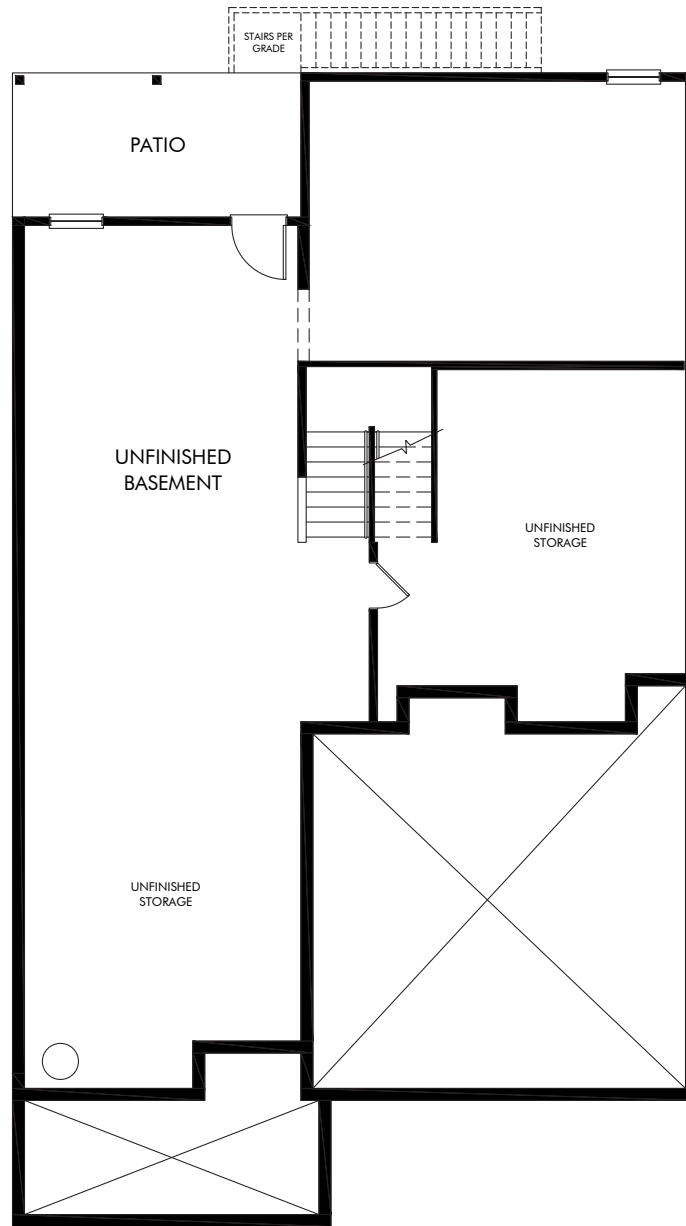 STAIRS PER
GRADE
PATIO
UNFINISHED
BASEMENT
UNFINISHED
STORAGE
UNFINISHED
STORAGE